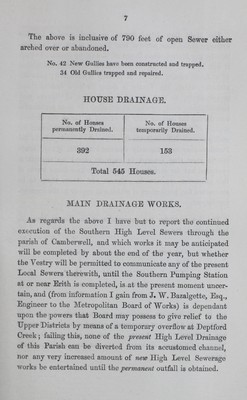 7
The above is inclusive of 790 feet of open Sewer either
arched over or abandoned.
No. 42 New Gullies have been constructed and trapped.
34 Old Gullies trapped and repaired.
HOUSE DRAINAGE.
No. of Houses permanently Drained.
No. of Houses temporarily Drained.
392
153
Total 545 Houses.
MAIN DRAINAGE WORKS.
As regards the above I have but to report the continued
execution of the Southern High Level Sewers through the
parish of Camberwell, and which works it may be anticipated
will be completed by about the end of the year, but whether
the Vestry will be permitted to communicate any of the present
Local Sewers therewith, until the Southern Pumping Station
at or near Erith is completed, is at the present moment uncer-
tain, and (from information I gain from J. W. Bazalgette, Esq.,
Engineer to the Metropolitan Board of Works) is dependant
upon the powers that Board may possess to give relief to the
Upper Districts by means of a temporary overflow at Deptford
Creek; failing this, none of the present High Level Drainage
of this Parish can be diverted from its accustomed channel,
nor any very increased amount of new High Level Sewerage
works be entertained until the permanent outfall is obtained.